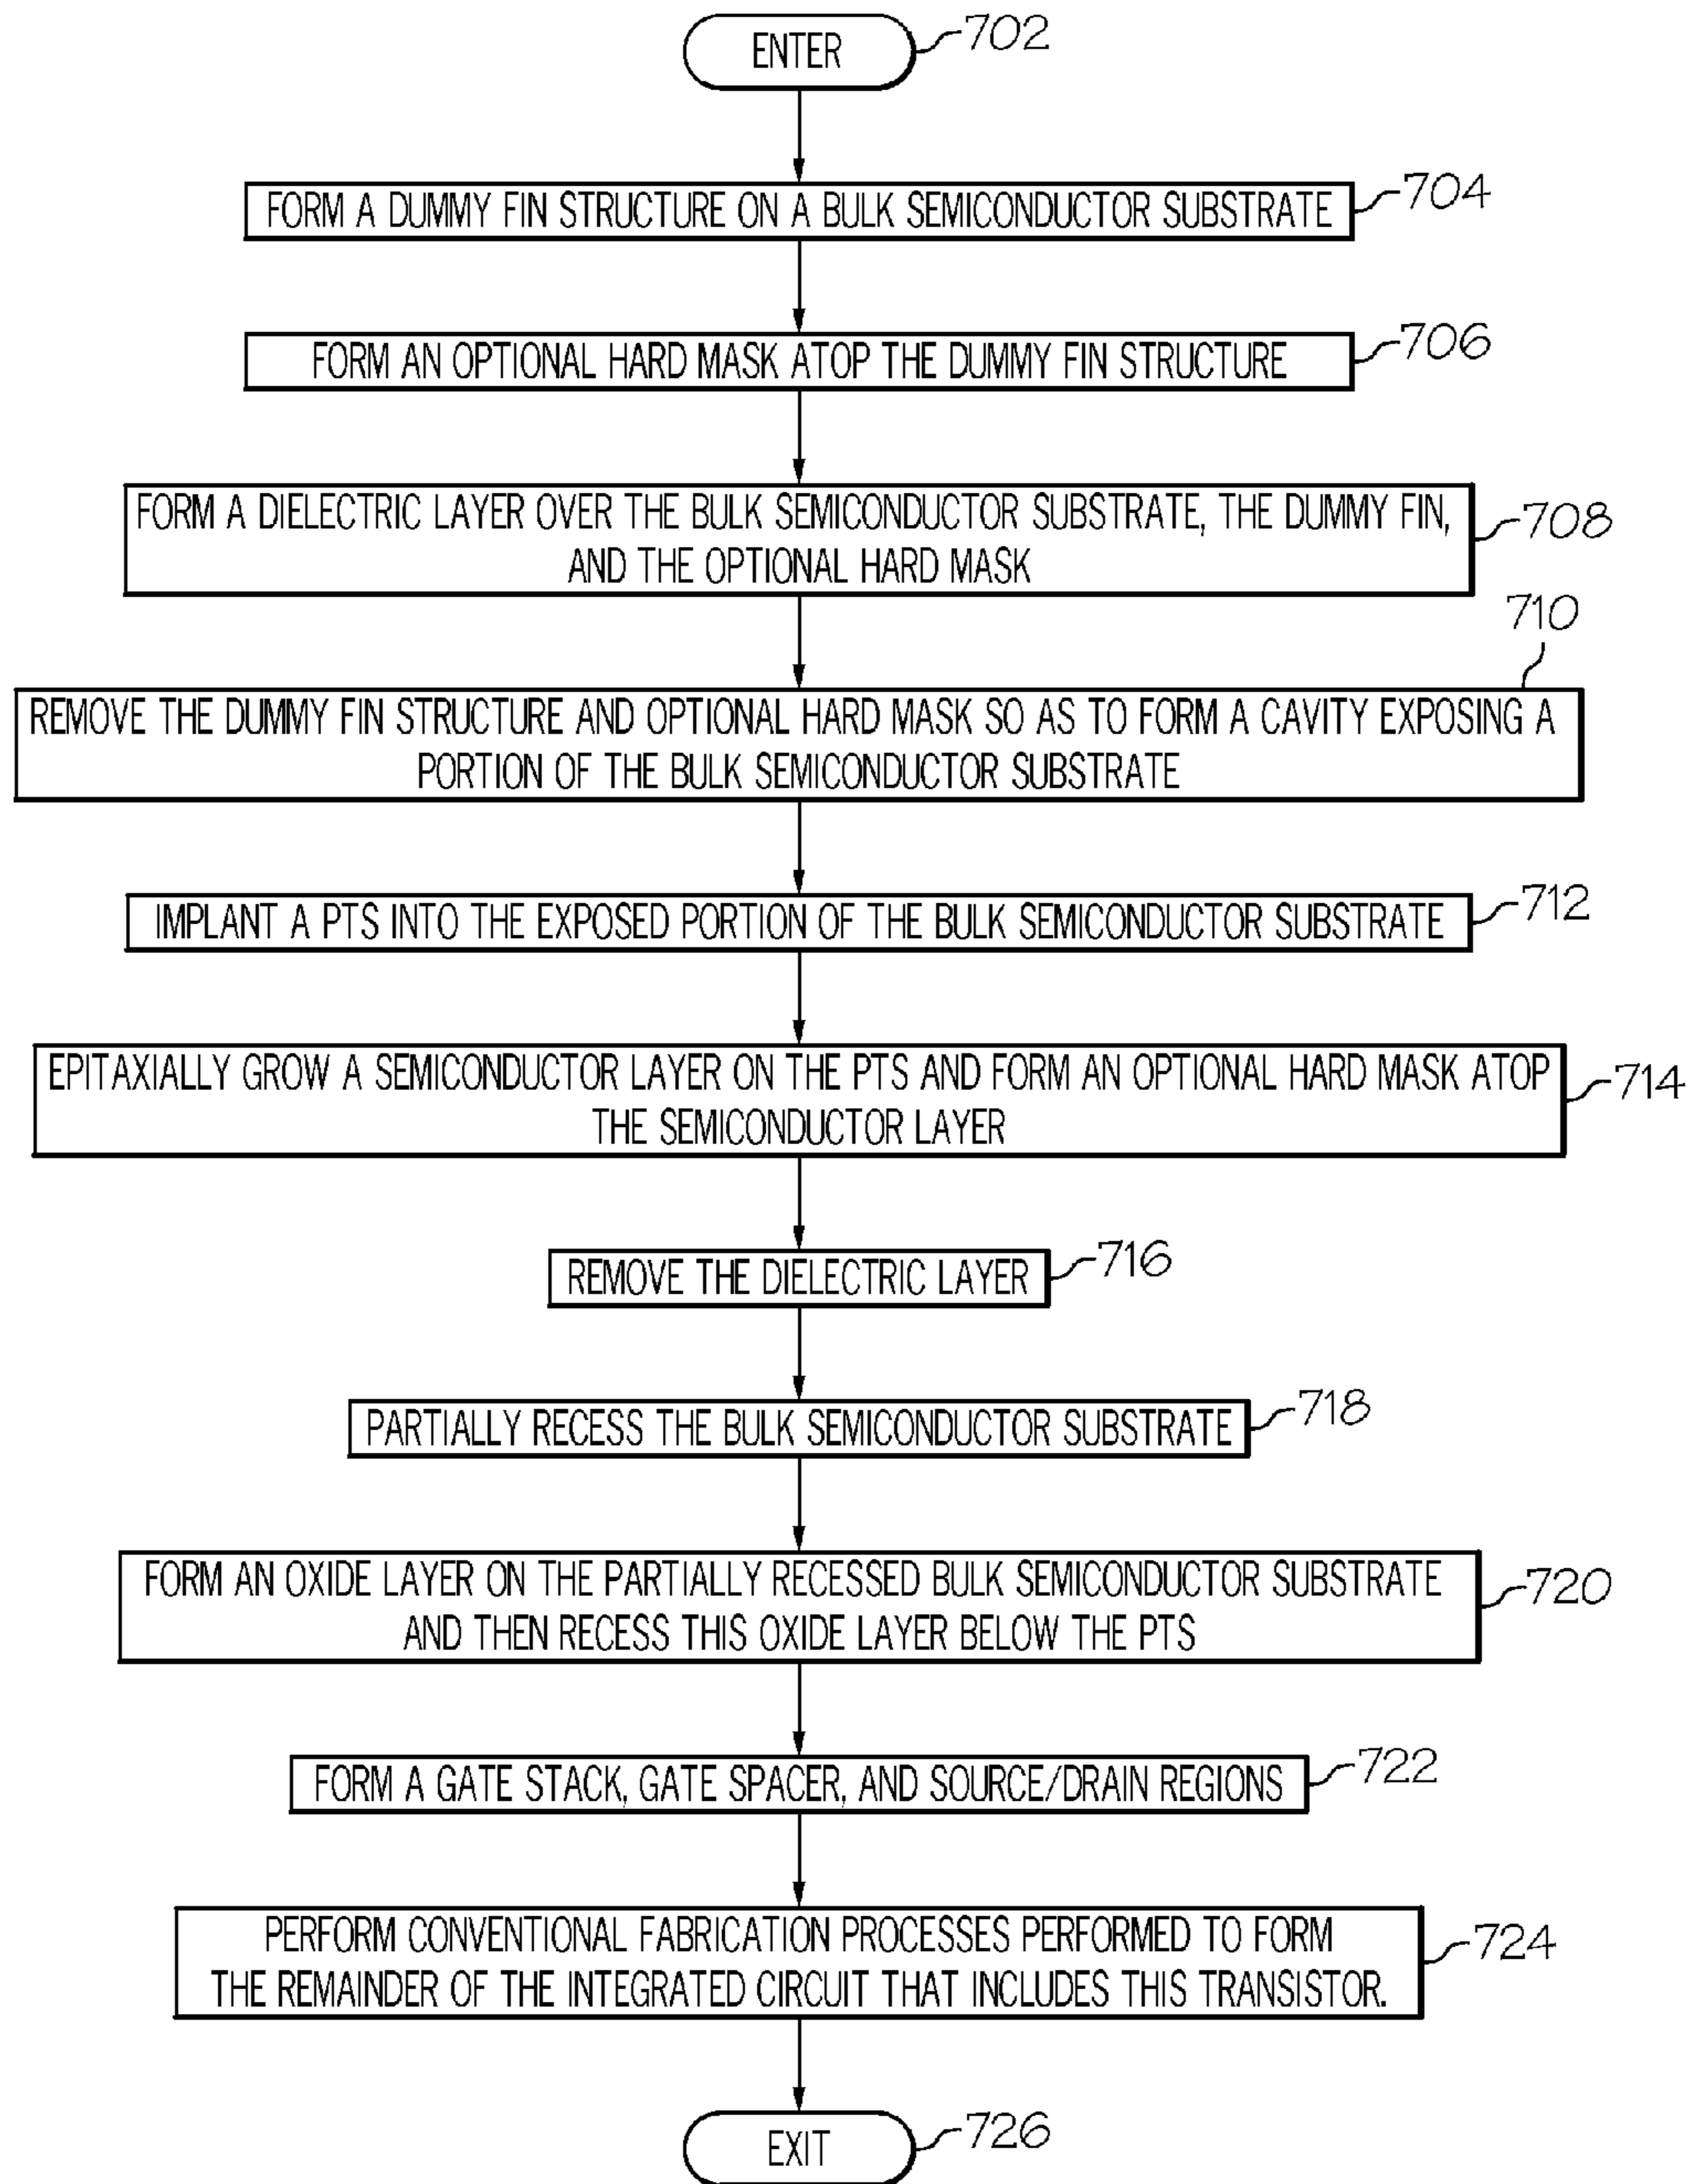 ENTER
702
FORM A DUMMY FIN STRUCTURE ON A BULK SEMICONDUCTOR SUBSTRATE
704
FORM AN OPTIONAL HARD MASK ATOP THE DUMMY FIN STRUCTURE
706
FORM A DIELECTRIC LAYER OVER THE BULK SEMICONDUCTOR SUBSTRATE, THE DUMMY FIN,
AND THE OPTIONAL HARD MASK
708
710
REMOVE THE DUMMY FIN STRUCTURE AND OPTIONAL HARD MASK SO AS TO FORM A CAVITY EXPOSING A
PORTION OF THE BULK SEMICONDUCTOR SUBSTRATE
IMPLANT A PTS INTO THE EXPOSED PORTION OF THE BULK SEMICONDUCTOR SUBSTRATE
712
EPITAXIALLY GROW A SEMICONDUCTOR LAYER ON THE PTS AND FORM AN OPTIONAL HARD MASK ATOP
THE SEMICONDUCTOR LAYER
714
REMOVE THE DIELECTRIC LAYER
716
PARTIALLY RECESS THE BULK SEMICONDUCTOR SUBSTRATE
718
FORM AN OXIDE LAYER ON THE PARTIALLY RECESSED BULK SEMICONDUCTOR SUBSTRATE
AND THEN RECESS THIS OXIDE LAYER BELOW THE PTS
720
FORM A GATE STACK, GATE SPACER, AND SOURCE/DRAIN REGIONS
722
PERFORM CONVENTIONAL FABRICATION PROCESSES PERFORMED TO FORM
THE REMAINDER OF THE INTEGRATED CIRCUIT THAT INCLUDES THIS TRANSISTOR.
724
EXIT
726